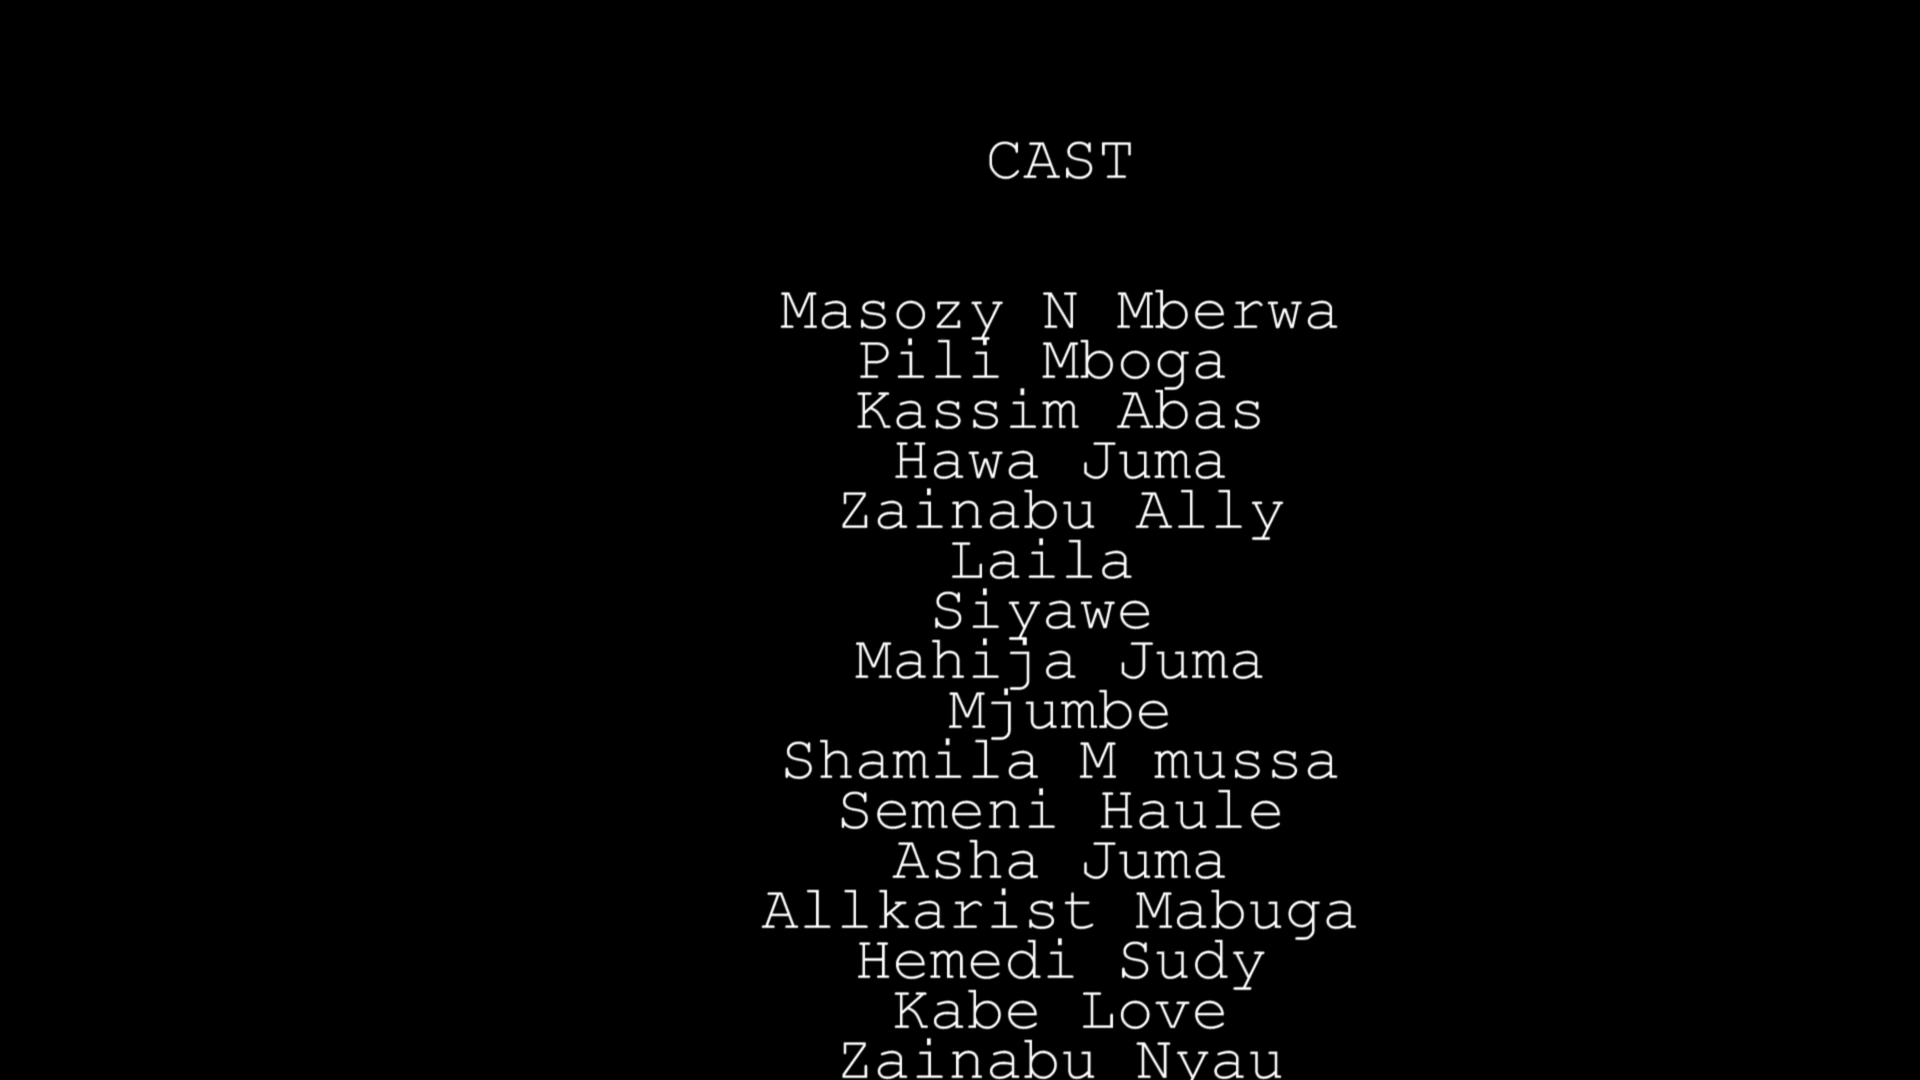 CAST
Masozy N Mberwa
Pili Mboga
Kassim Abas
Hawa Juma
Zainabu Ally
Laila
Siyawe
Mahija Juma
Mjumbe
Shamila M mussa
Semeni Haule
Asha Juma
Allkarist Mabuga
Hemedi Sudy
Kabe Love
Zainabu Nyau